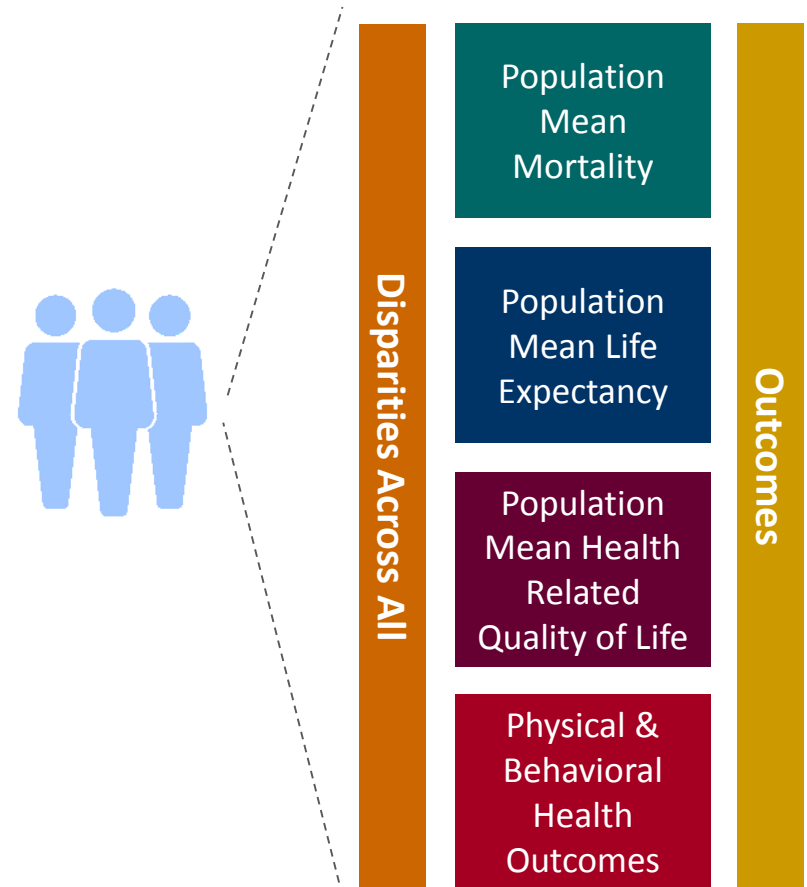 Disparities Across All
Population
Mean
Mortality
Population
Mean Life
Expectancy
Population
Mean Health
Related
Quality of Life
Physical &
Behavioral
Health
Outcomes
Outcomes